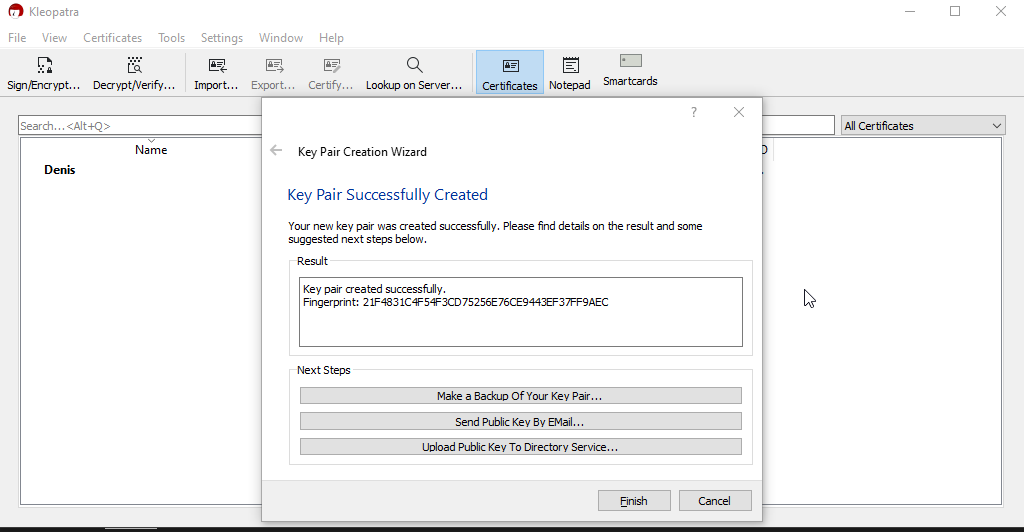 Kleopatra
File View Certificates Tools Settings Window Help
Sign/Encrypt... Decrypt/Verify... Import... Export... Certify... Lookup on Server... Certificates Notepad Smartcards
Search...<Alt+Q>
All Certificates
Name
Denis
?
Key Pair Creation Wizard
Key Pair Successfully Created
Your new key pair was created successfully. Please find details on the result and some
suggested next steps below.
Result
Key pair created successfully.
Fingerprint: 21F4831C4F54F3CD75256E76CE9443EF37FF9AEC
Next Steps
Make a Backup Of Your Key Pair...
Send Public Key By EMail...
Upload Public Key To Directory Service...
Finish Cancel